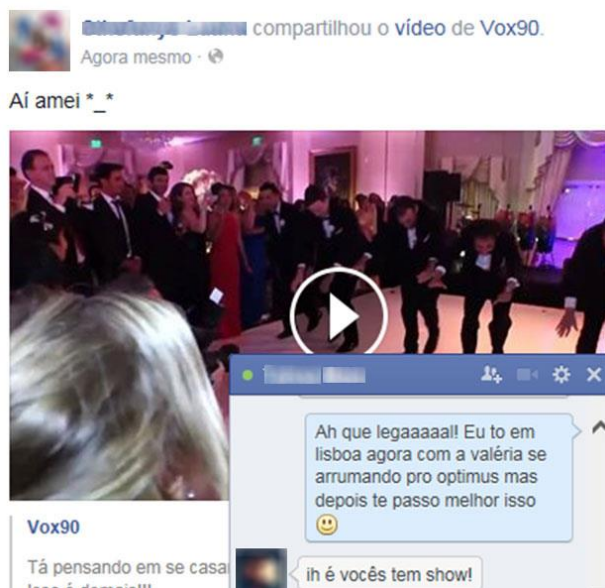 compartilhou o vídeo de Vox90.
Agora mesmo ·
Aí amei *_*
Ah que legaaaaal! Eu to em
lisboa agora com a valéria se
arrumando pro optimus mas
depois te passo melhor isso
ih é vocês tem show!
Vox90
Tá pensando em se casa